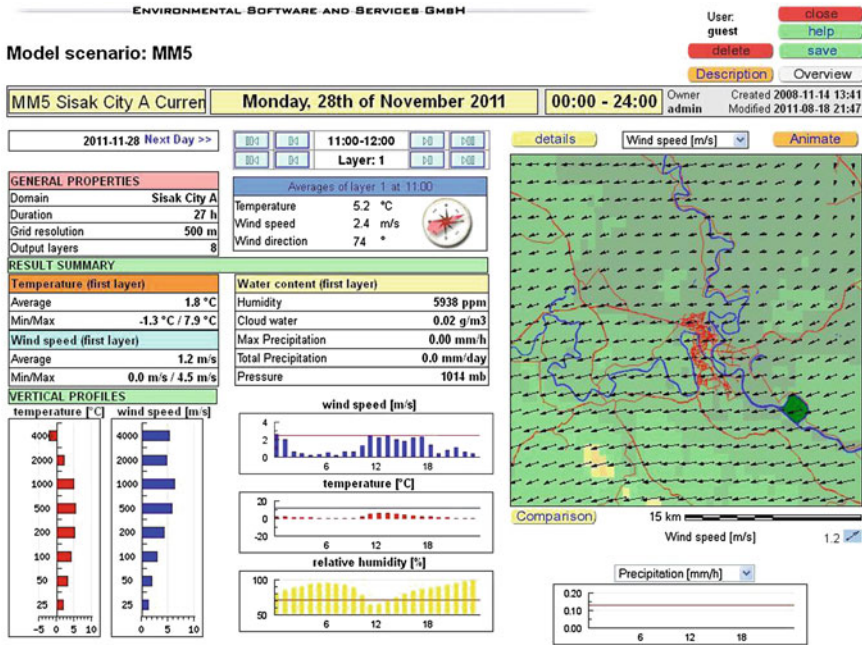 ENVIRONMENTAL SOFTWARE AND SERVICES GMBH
User:
guest
close
help
delete
save
Model scenario: MM5
Description
Overview
MM5 Sisak City A Curren
Monday, 28th of November 2011
00:00 - 24:00
Owner
admin
Created 2008-11-14 13:41
Modified 2011-08-18 21:47
2011-11-28 Next Day >>
11:00-12:00
Layer: 1
details
Wind speed [m/s]
Animate
GENERAL PROPERTIES
Domain Sisak City A
Duration 27 h
Grid resolution 500 m
Output layers 8
Averages of layer 1 at 11:00
Temperature 5.2 °C
Wind speed 2.4 m/s
Wind direction 74 °
RESULT SUMMARY
Temperature (first layer)
Average 1.8 °C
Min/Max -1.3 °C / 7.9 °C
Wind speed (first layer)
Average 1.2 m/s
Min/Max 0.0 m/s / 4.5 m/s
Water content (first layer)
Humidity 5938 ppm
Cloud water 0.02 g/m3
Max Precipitation 0.00 mm/h
Total Precipitation 0.0 mm/day
Pressure 1014 mb
VERTICAL PROFILES
temperature [°C]
400
2000
1000
500
200
100
50
25
-5 0 5 10
wind speed [m/s]
4000
2000
1000
500
200
100
50
25
0 5 10
wind speed [m/s]
4
2
0
6 12 18
temperature [°C]
20
0
-20
6 12 18
relative humidity [%]
100
50
6 12 18
Comparison
15 km
Wind speed [m/s] 1.2
Precipitation [mm/h]
0.20
0.10
0.00
6 12 18